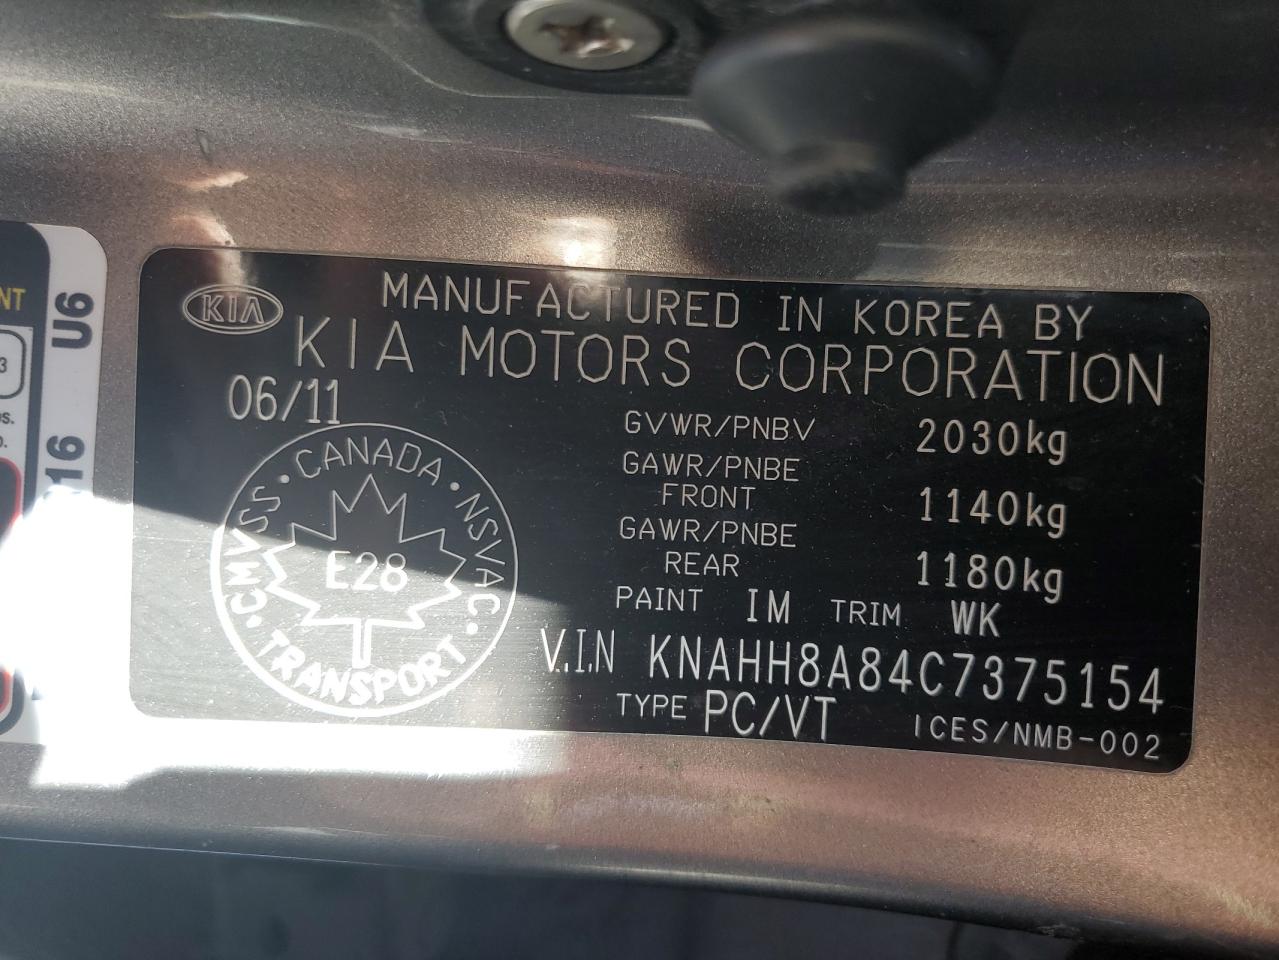 KIA
MANUFACTURED IN KOREA BY
KIA MOTORS CORPORATION
06/11
GVWR/PNBV 2030kg
GAWR/PNBE
FRONT 1140kg
GAWR/PNBE
REAR 1180kg
PAINT IM TRIM WK
V.I.N KNAHH8A84C7375154
TYPE PC/VT ICES/NMB-002
CANADA · NSVAC · TRANSPORT · CMVSS ·
E28
NT
3
U6
16